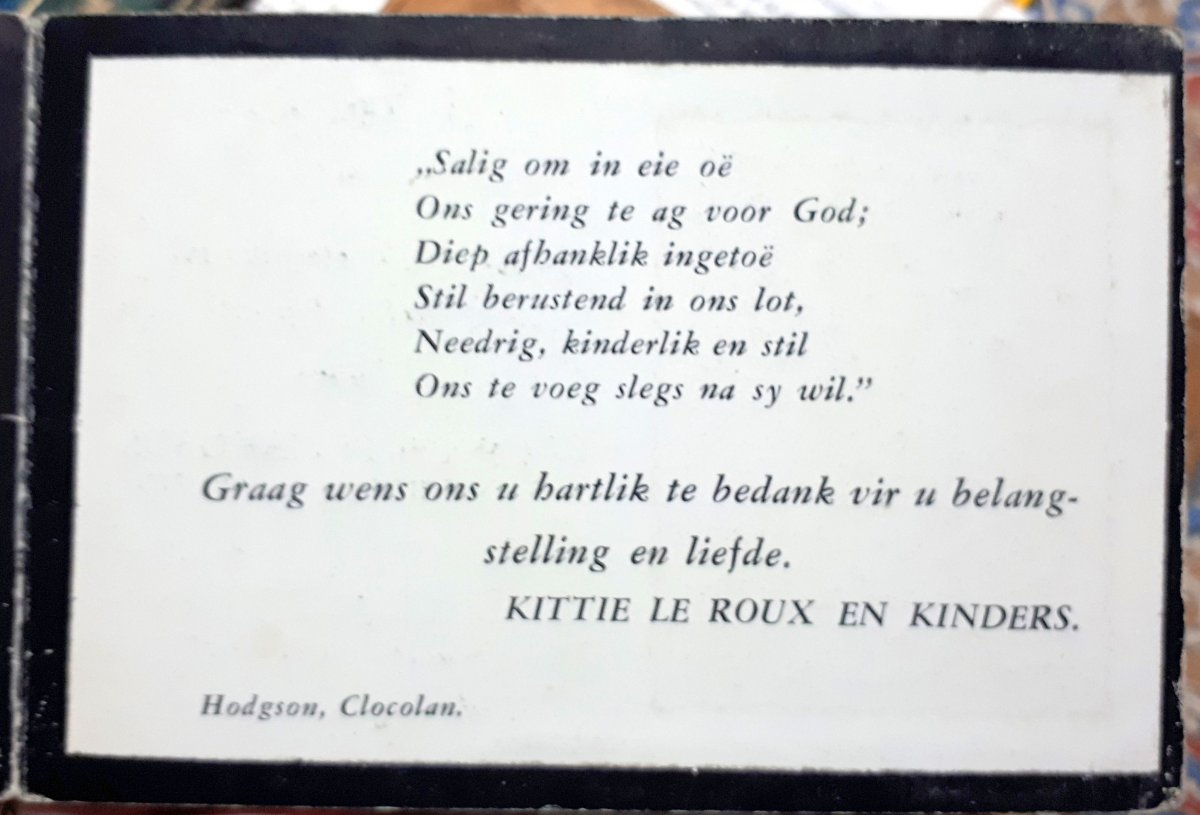 „Salig om in eie oë
Ons gering te ag voor God;
Diep afhanklik ingetoë
Stil berustend in ons lot,
Needrig, kinderlik en stil
Ons te voeg slegs na sy wil.”
Graag wens ons u hartlik te bedank vir u belang-
stelling en liefde.
KITTIE LE ROUX EN KINDERS.
Hodgson, Clocolan.